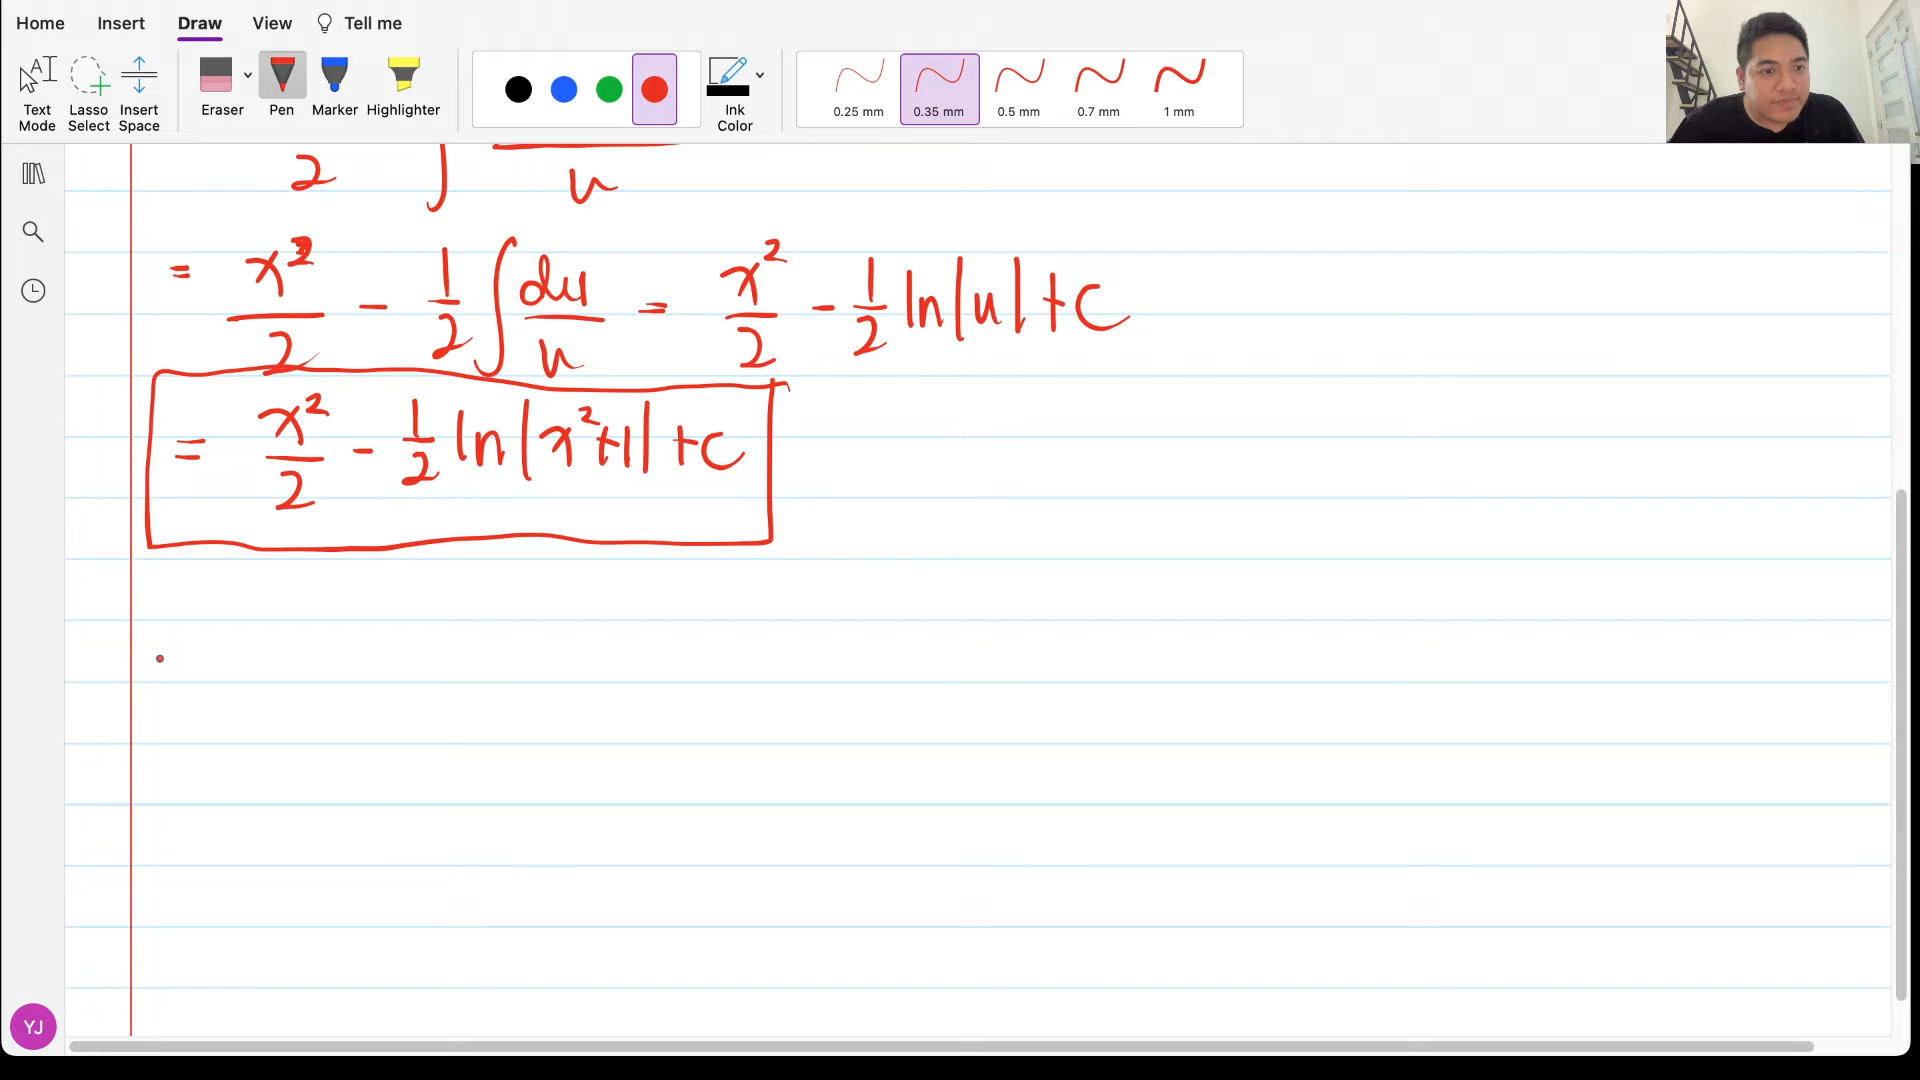 Home Insert Draw View Tell me
Text Mode Lasso Select Insert Space Eraser Pen Marker Highlighter Ink Color 0.25 mm 0.35 mm 0.5 mm 0.7 mm 1 mm
2 ∫ u
= x²/2 - 1/2 ∫ du/u = x²/2 - 1/2 ln|u| + C
= x²/2 - 1/2 ln|x²+1| + C
YJ